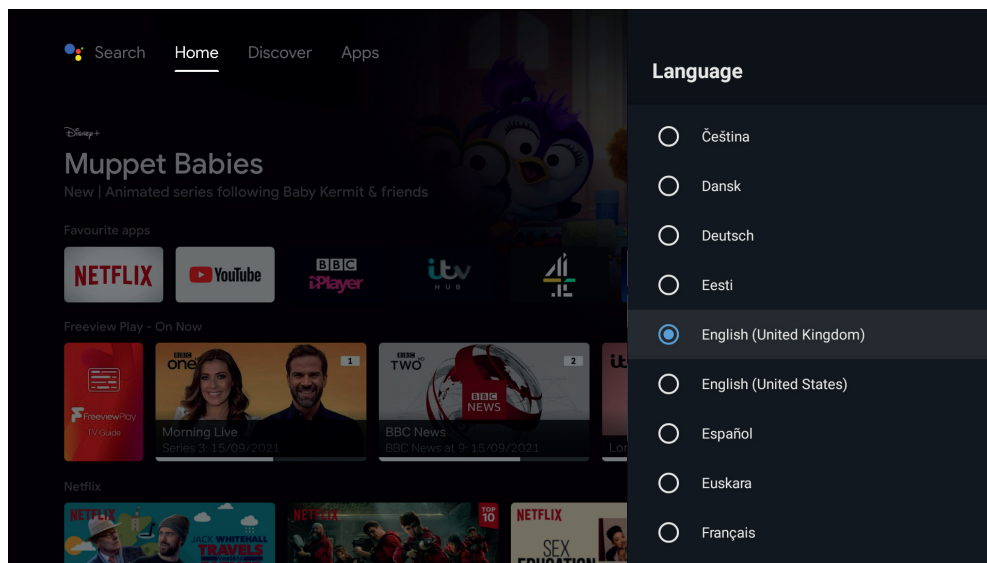 Search Home Discover Apps
Disney+
Muppet Babies
New | Animated series following Baby Kermit & friends
Favourite apps
NETFLIX
YouTube
BBC
iPlayer
itv
HUB
4
Freeview Play - On Now
FreeviewPlay
TV Guide
BBC
one
1
Morning Live
Series 3: 15/09/2021
BBC
TWO HD
2
BBC
NEWS
BBC News
BBC News at 9: 15/09/2021
itv
Lor
Netflix
NETFLIX
JACK WHITEHALL
TRAVELS
NETFLIX
TOP
10
NETFLIX
SEX
EDUCATION
Language
Čeština
Dansk
Deutsch
Eesti
English (United Kingdom)
English (United States)
Español
Euskara
Français